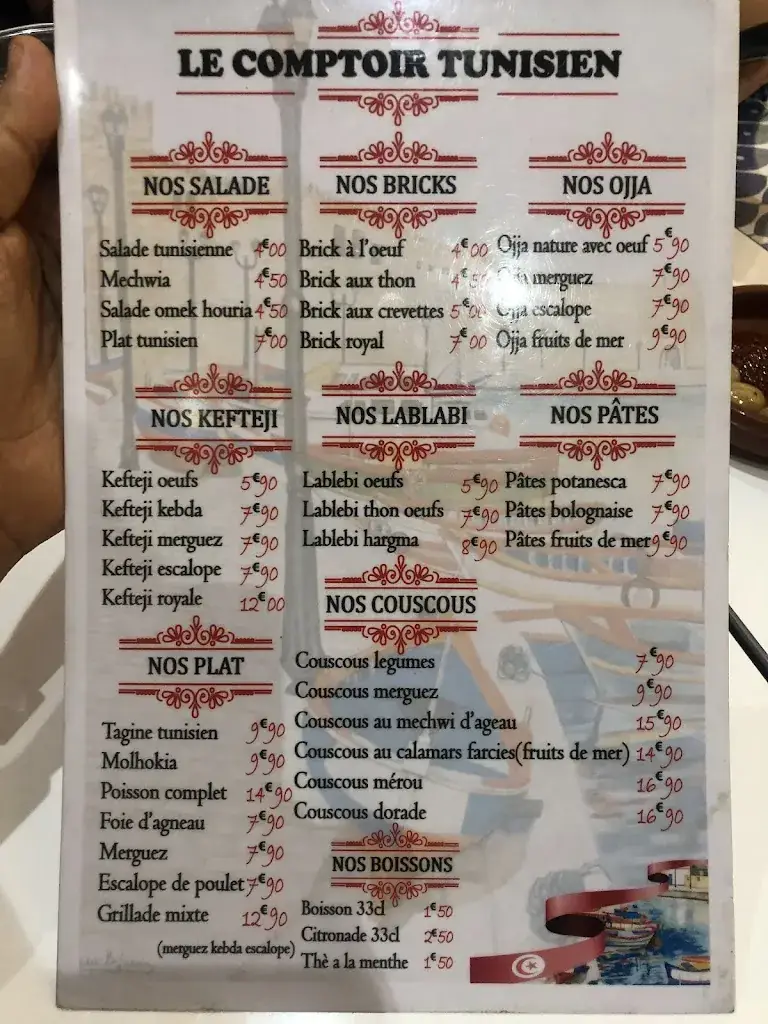 LE COMPTOIR TUNISIEN
NOS SALADE
Salade tunisienne 4€00
Mechwia 4€50
Salade omek houria 4€50
Plat tunisien 7€00
NOS BRICKS
Brick à l'oeuf 4€00
Brick aux thon 4€50
Brick aux crevettes 5€00
Brick royal 7€00
NOS OJJA
Ojja nature avec oeuf 5€90
Ojja merguez 7€90
Ojja escalope 7€90
Ojja fruits de mer 9€90
NOS KEFTEJI
Kefteji oeufs 5€90
Kefteji kebda 7€90
Kefteji merguez 7€90
Kefteji escalope 7€90
Kefteji royale 12€00
NOS LABLABI
Lablebi oeufs 5€90
Lablebi thon oeufs 7€90
Lablebi hargma 8€90
NOS PÂTES
Pâtes potanesca 7€90
Pâtes bolognaise 7€90
Pâtes fruits de mer 9€90
NOS PLAT
Tagine tunisien 9€90
Molhokia 9€90
Poisson complet 14€90
Foie d'agneau 7€90
Merguez 7€90
Escalope de poulet 7€90
Grillade mixte 12€90
(merguez kebda escalope)
NOS COUSCOUS
Couscous legumes 7€90
Couscous merguez 9€90
Couscous au mechwi d'ageau 15€90
Couscous au calamars farcies(fruits de mer) 14€90
Couscous mérou 16€90
Couscous dorade 16€90
NOS BOISSONS
Boisson 33cl 1€50
Citronade 33cl 2€50
Thè a la menthe 1€50